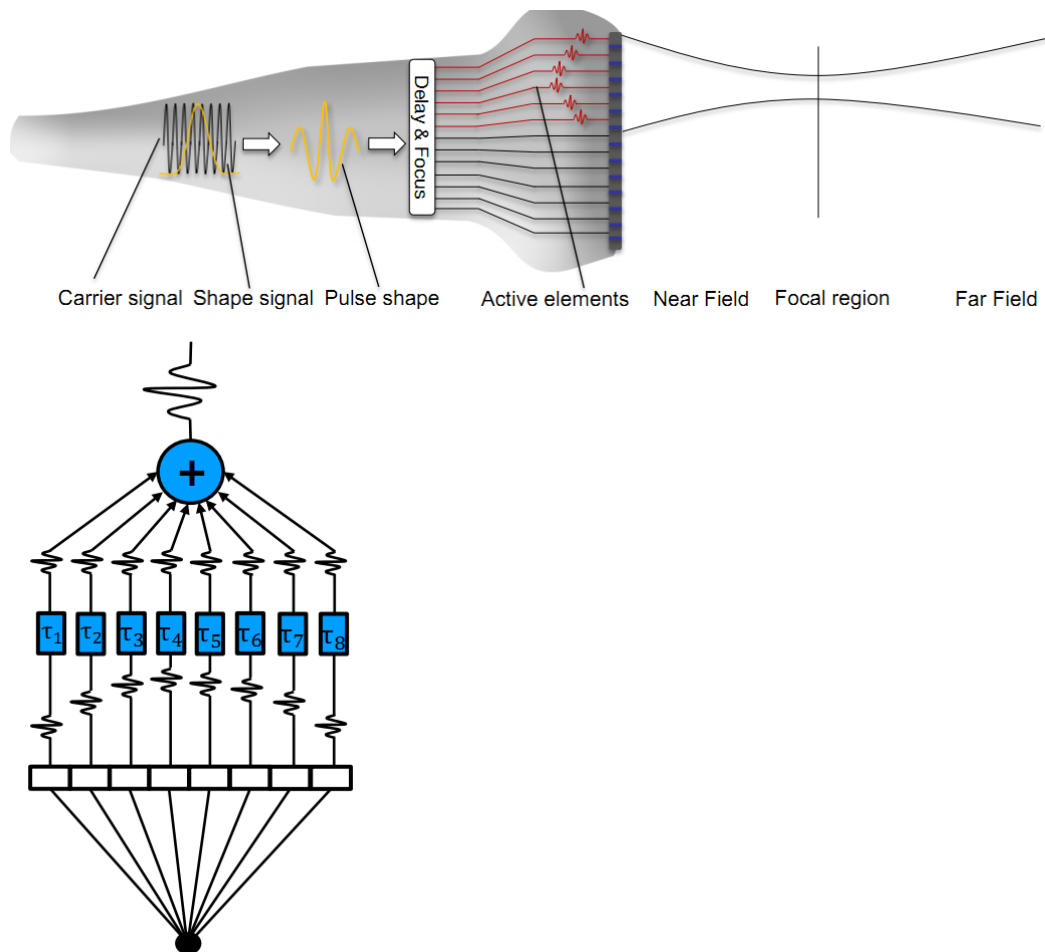 Delay & Focus
Carrier signal Shape signal Pulse shape Active elements Near Field Focal region Far Field
+
τ1 τ2 τ3 τ4 τ5 τ6 τ7 τ8